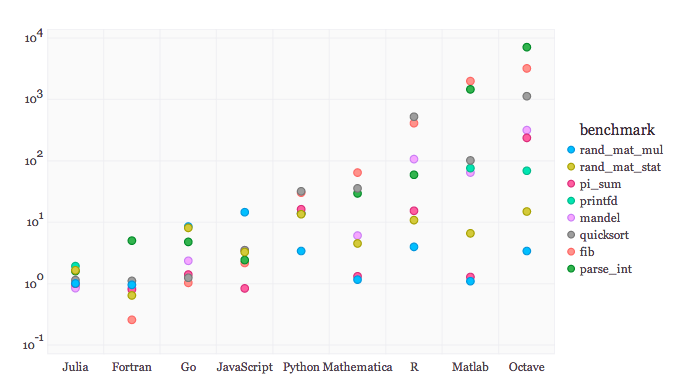 10^4
10^3
10^2
10^1
10^0
10^-1
Julia Fortran Go JavaScript Python Mathematica R Matlab Octave
benchmark
rand_mat_mul
rand_mat_stat
pi_sum
printfd
mandel
quicksort
fib
parse_int